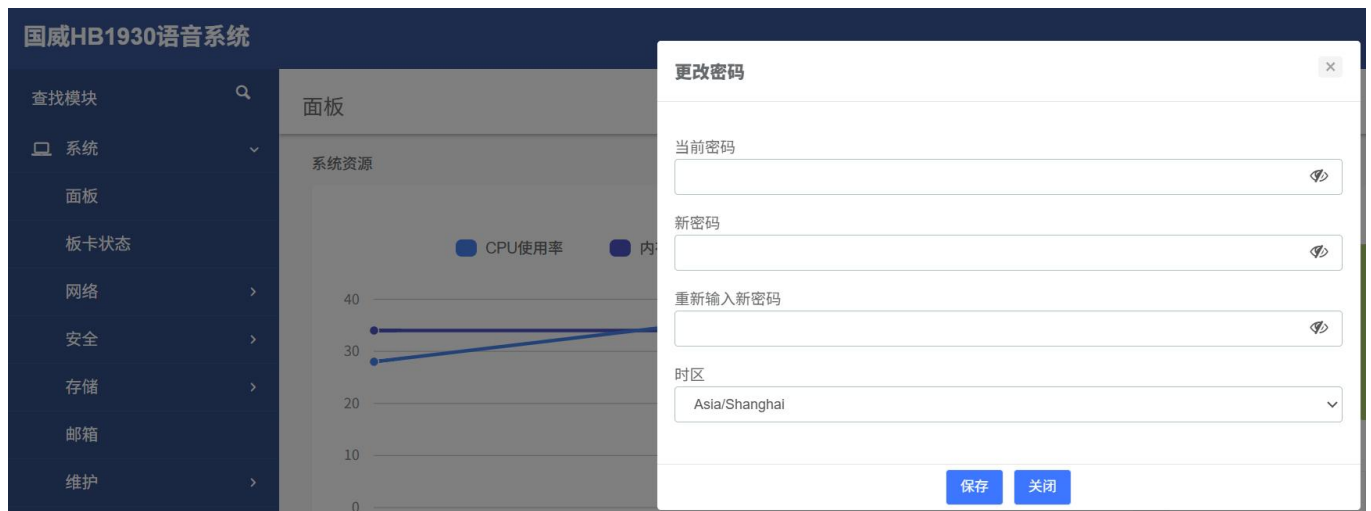 国威HB1930语音系统
查找模块
系统
面板
板卡状态
网络
安全
存储
邮箱
维护
面板
系统资源
CPU使用率
内
40
30
20
10
0
更改密码
×
当前密码
新密码
重新输入新密码
时区
Asia/Shanghai
保存 关闭